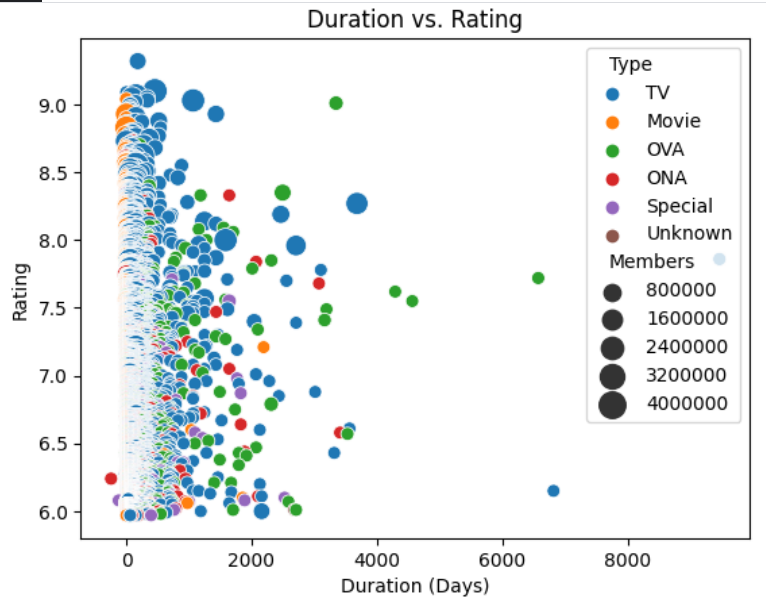 Duration vs. Rating
Rating
9.0
8.5
8.0
7.5
7.0
6.5
6.0
0
2000
4000
6000
8000
Duration (Days)
Type
TV
Movie
OVA
ONA
Special
Unknown
Members
800000
1600000
2400000
3200000
4000000